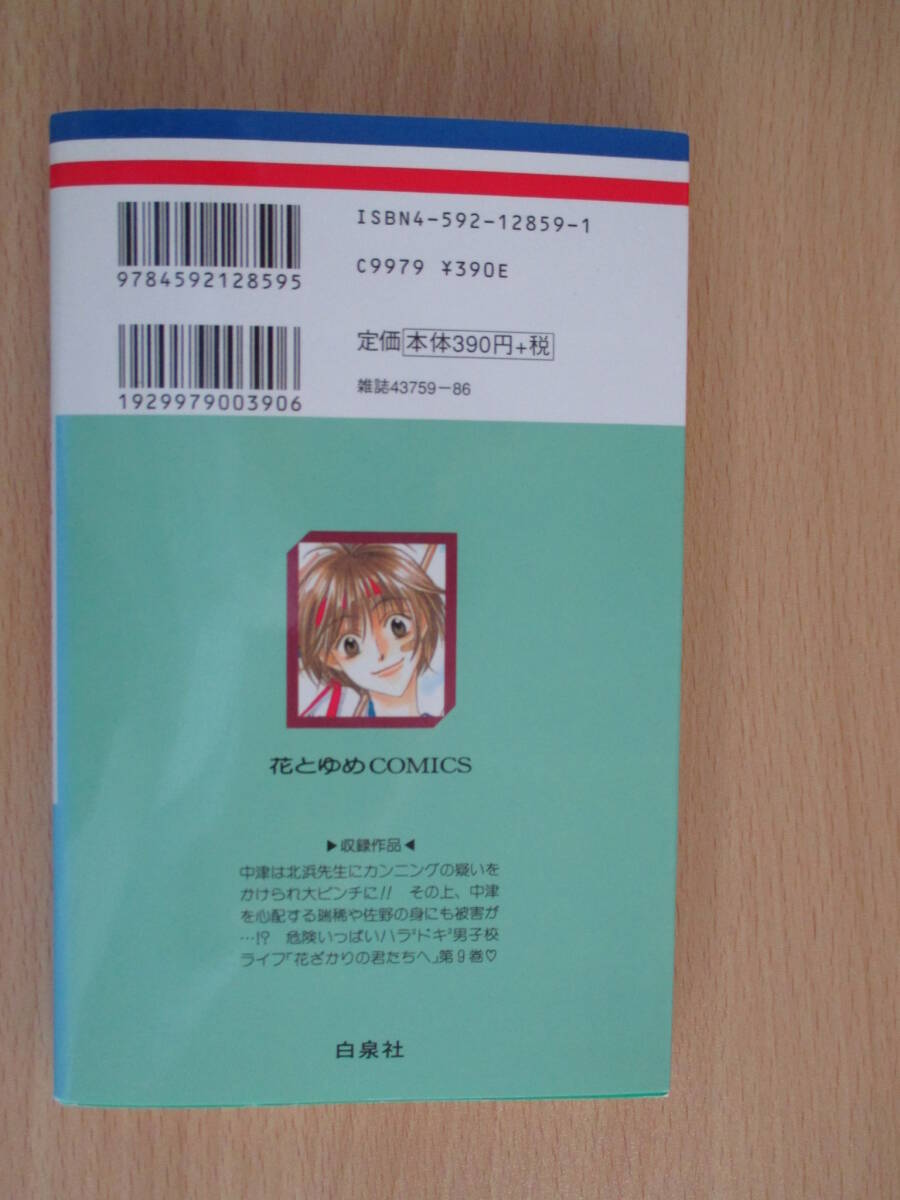 ISBN4-592-12859-1
9784592128595
C9979 ¥390E
定価本体390円+税
1929979003906
雑誌43759-86
花とゆめCOMICS
▶収録作品◀
中津は北浜先生にカンニングの疑いを
かけられ大ピンチに!! その上、中津
を心配する瑞稀や佐野の身にも被害が
…!? 危険いっぱいハラ²ドキ²男子校
ライフ「花ざかりの君たちへ」第9巻♡
白泉社